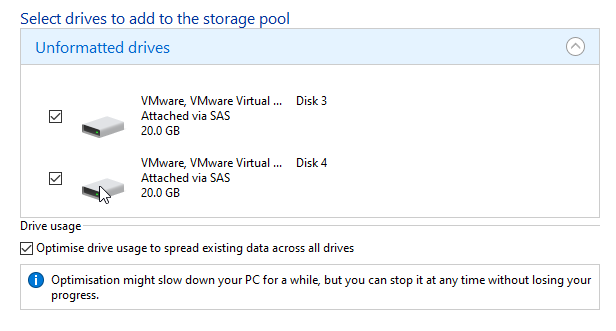 Select drives to add to the storage pool
Unformatted drives
VMware, VMware Virtual ... Disk 3
Attached via SAS
20.0 GB
VMware, VMware Virtual ... Disk 4
Attached via SAS
20.0 GB
Drive usage
Optimise drive usage to spread existing data across all drives
Optimisation might slow down your PC for a while, but you can stop it at any time without losing your
progress.